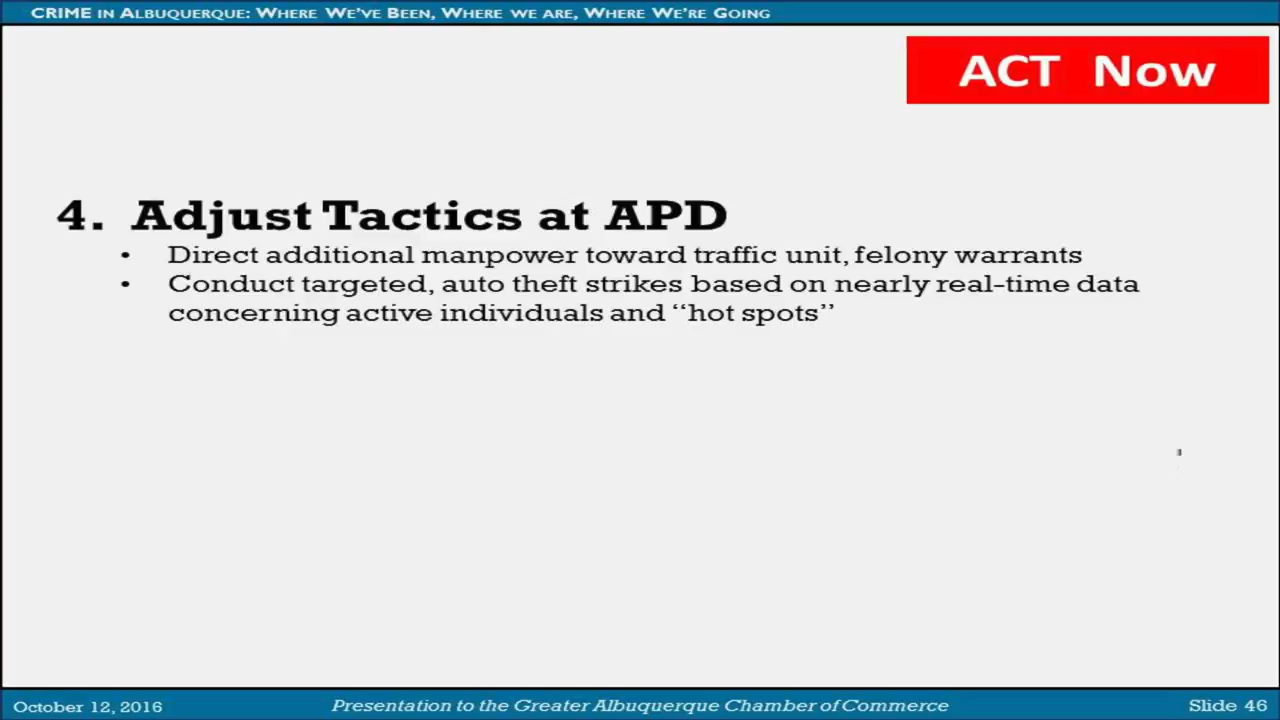 CRIME IN ALBUQUERQUE: WHERE WE'VE BEEN, WHERE WE ARE, WHERE WE'RE GOING
ACT Now
4. Adjust Tactics at APD
• Direct additional manpower toward traffic unit, felony warrants
• Conduct targeted, auto theft strikes based on nearly real-time data
concerning active individuals and “hot spots”
October 12, 2016 Presentation to the Greater Albuquerque Chamber of Commerce Slide 46